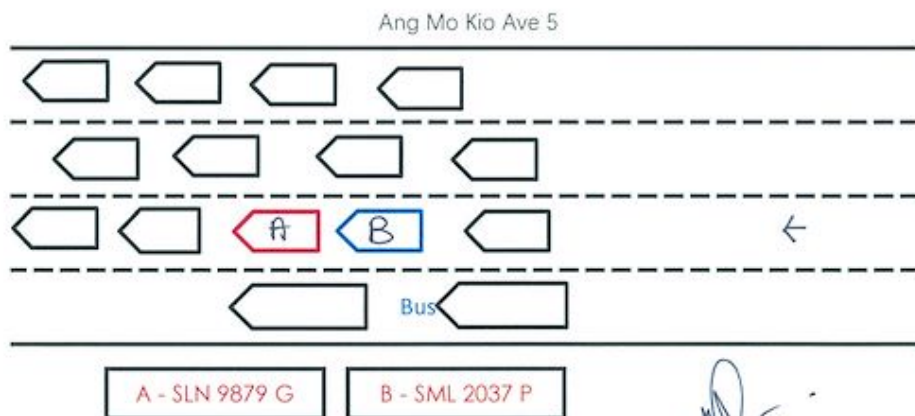 Ang Mo Kio Ave 5
A B
Bus
A - SLN 9879 G
B - SML 2037 P